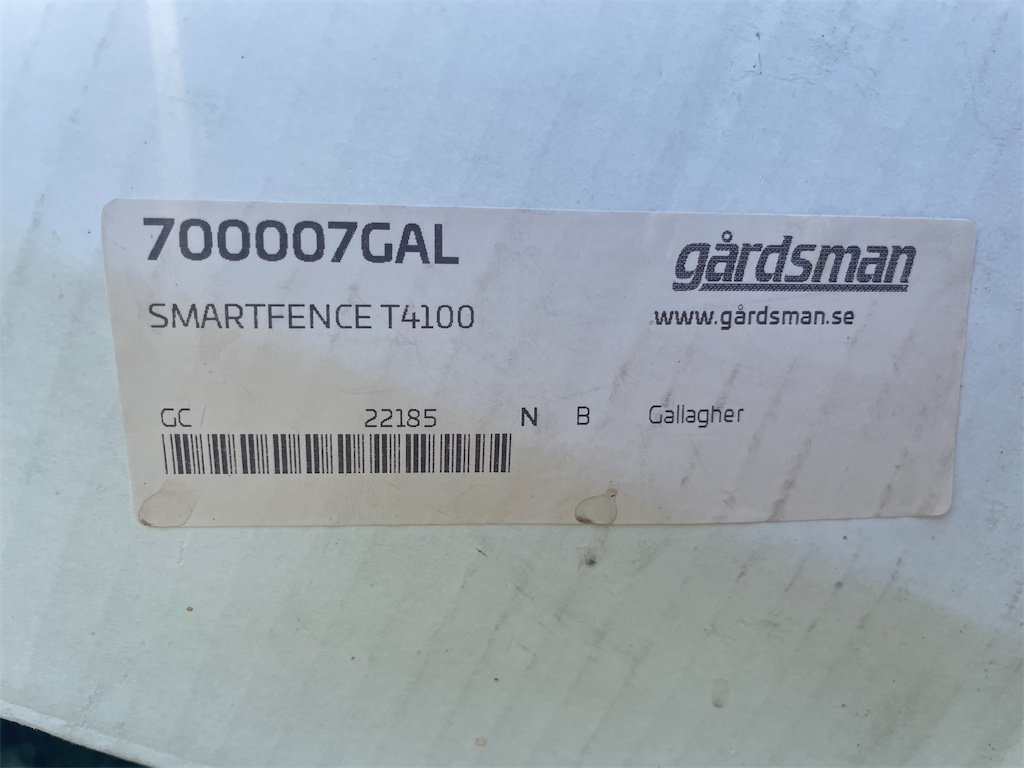 700007GAL
gårdsman
SMARTFENCE T4100
www.gårdsman.se
GC / 22185 N B Gallagher